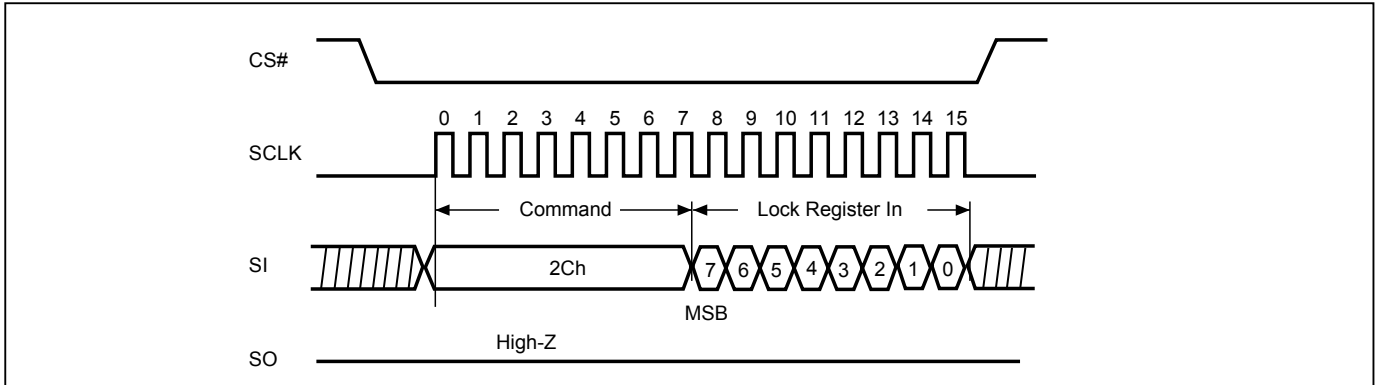 CS#
0 1 2 3 4 5 6 7 8 9 10 11 12 13 14 15
SCLK
Command Lock Register In
SI 2Ch 7 6 5 4 3 2 1 0
MSB
High-Z
SO